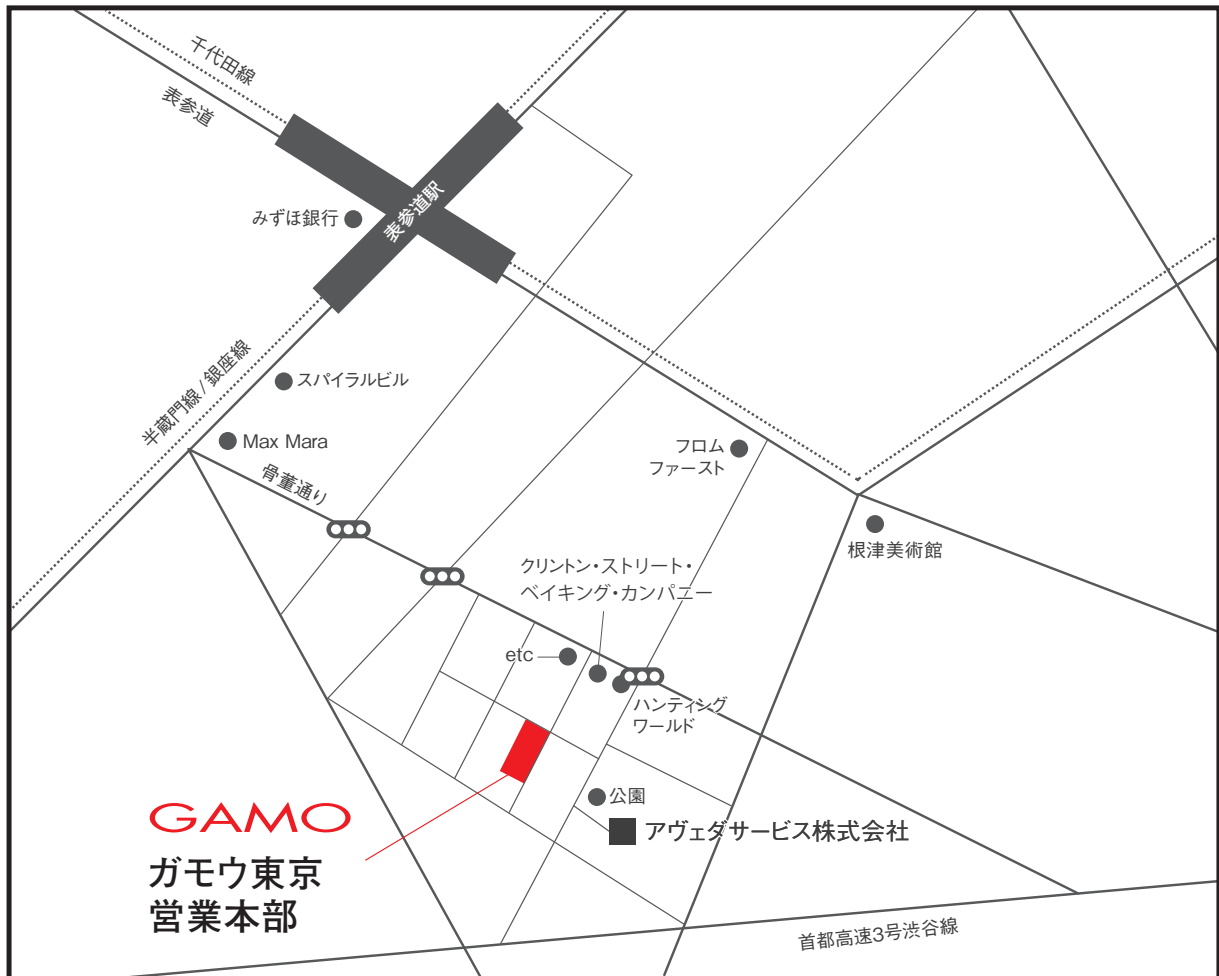 千代田線
表参道
表参道駅
みずほ銀行
半蔵門線/銀座線
スパイラルビル
Max Mara
骨董通り
フロム
ファースト
根津美術館
クリントン・ストリート・
ベイキング・カンパニー
etc
ハンティング
ワールド
公園
アヴェダサービス株式会社
GAMO
ガモウ東京
営業本部
首都高速3号渋谷線